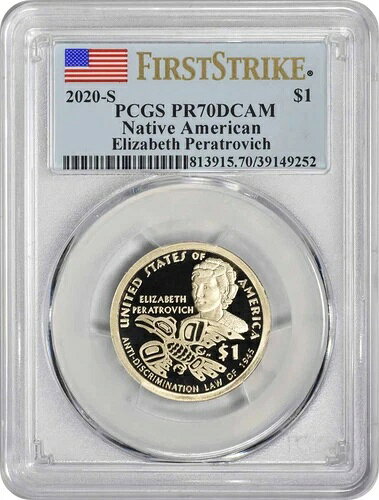 FIRSTSTRIKE®
2020-S $1
PCGS PR70DCAM
Native American
Elizabeth Peratrovich
813915.70/39149252
UNITED STATES OF AMERICA
ELIZABETH
PERATROVICH
$1
ANTI-DISCRIMINATION LAW OF 1945